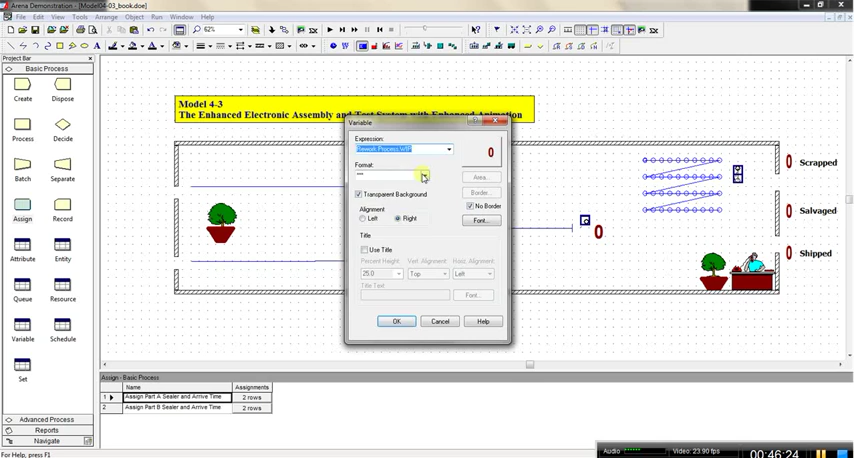 Arena Demonstration - [Model04-03_book.doe]
File Edit View Tools Arrange Object Run Window Help
62%
Project Bar
Basic Process
Create Dispose
Process Decide
Batch Separate
Assign Record
Attribute Entity
Queue Resource
Variable Schedule
Set
Advanced Process
Reports
Navigate
For Help, press F1
Model 4-3
The Enhanced Electronic Assembly and Test System with Enhanced Animation
Variable
Expression:
Rework Process.WIP
0
Format:
***
Area...
Transparent Background
Border...
Alignment
No Border
Left Right
Font...
Title
Use Title
Percent Height: Vert. Alignment: Horiz. Alignment:
25.0 Top Left
Title Text:
Font...
OK Cancel Help
0
0 Scrapped
0 Salvaged
0 Shipped
Assign - Basic Process
Name Assignments
1 Assign Part A Sealer and Arrive Time 2 rows
2 Assign Part B Sealer and Arrive Time 2 rows
Audio Video: 23.90 fps
00:46:24